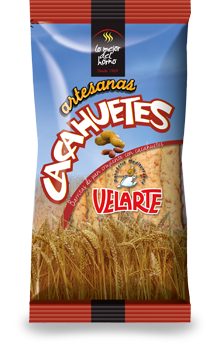 lo mejor
del
horno
artesanas
CACAHUETES
VELARTE